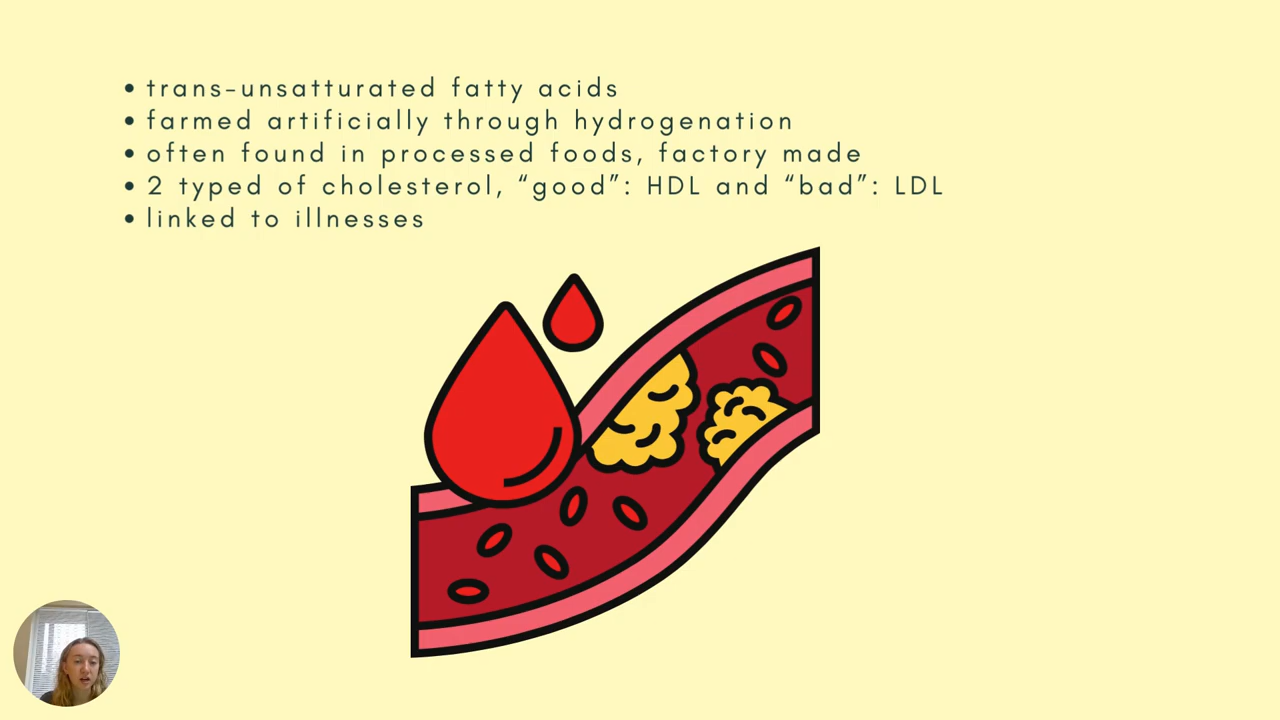 • trans-unsatturated fatty acids
• farmed artificially through hydrogenation
• often found in processed foods, factory made
• 2 typed of cholesterol, “good”: HDL and “bad”: LDL
• linked to illnesses